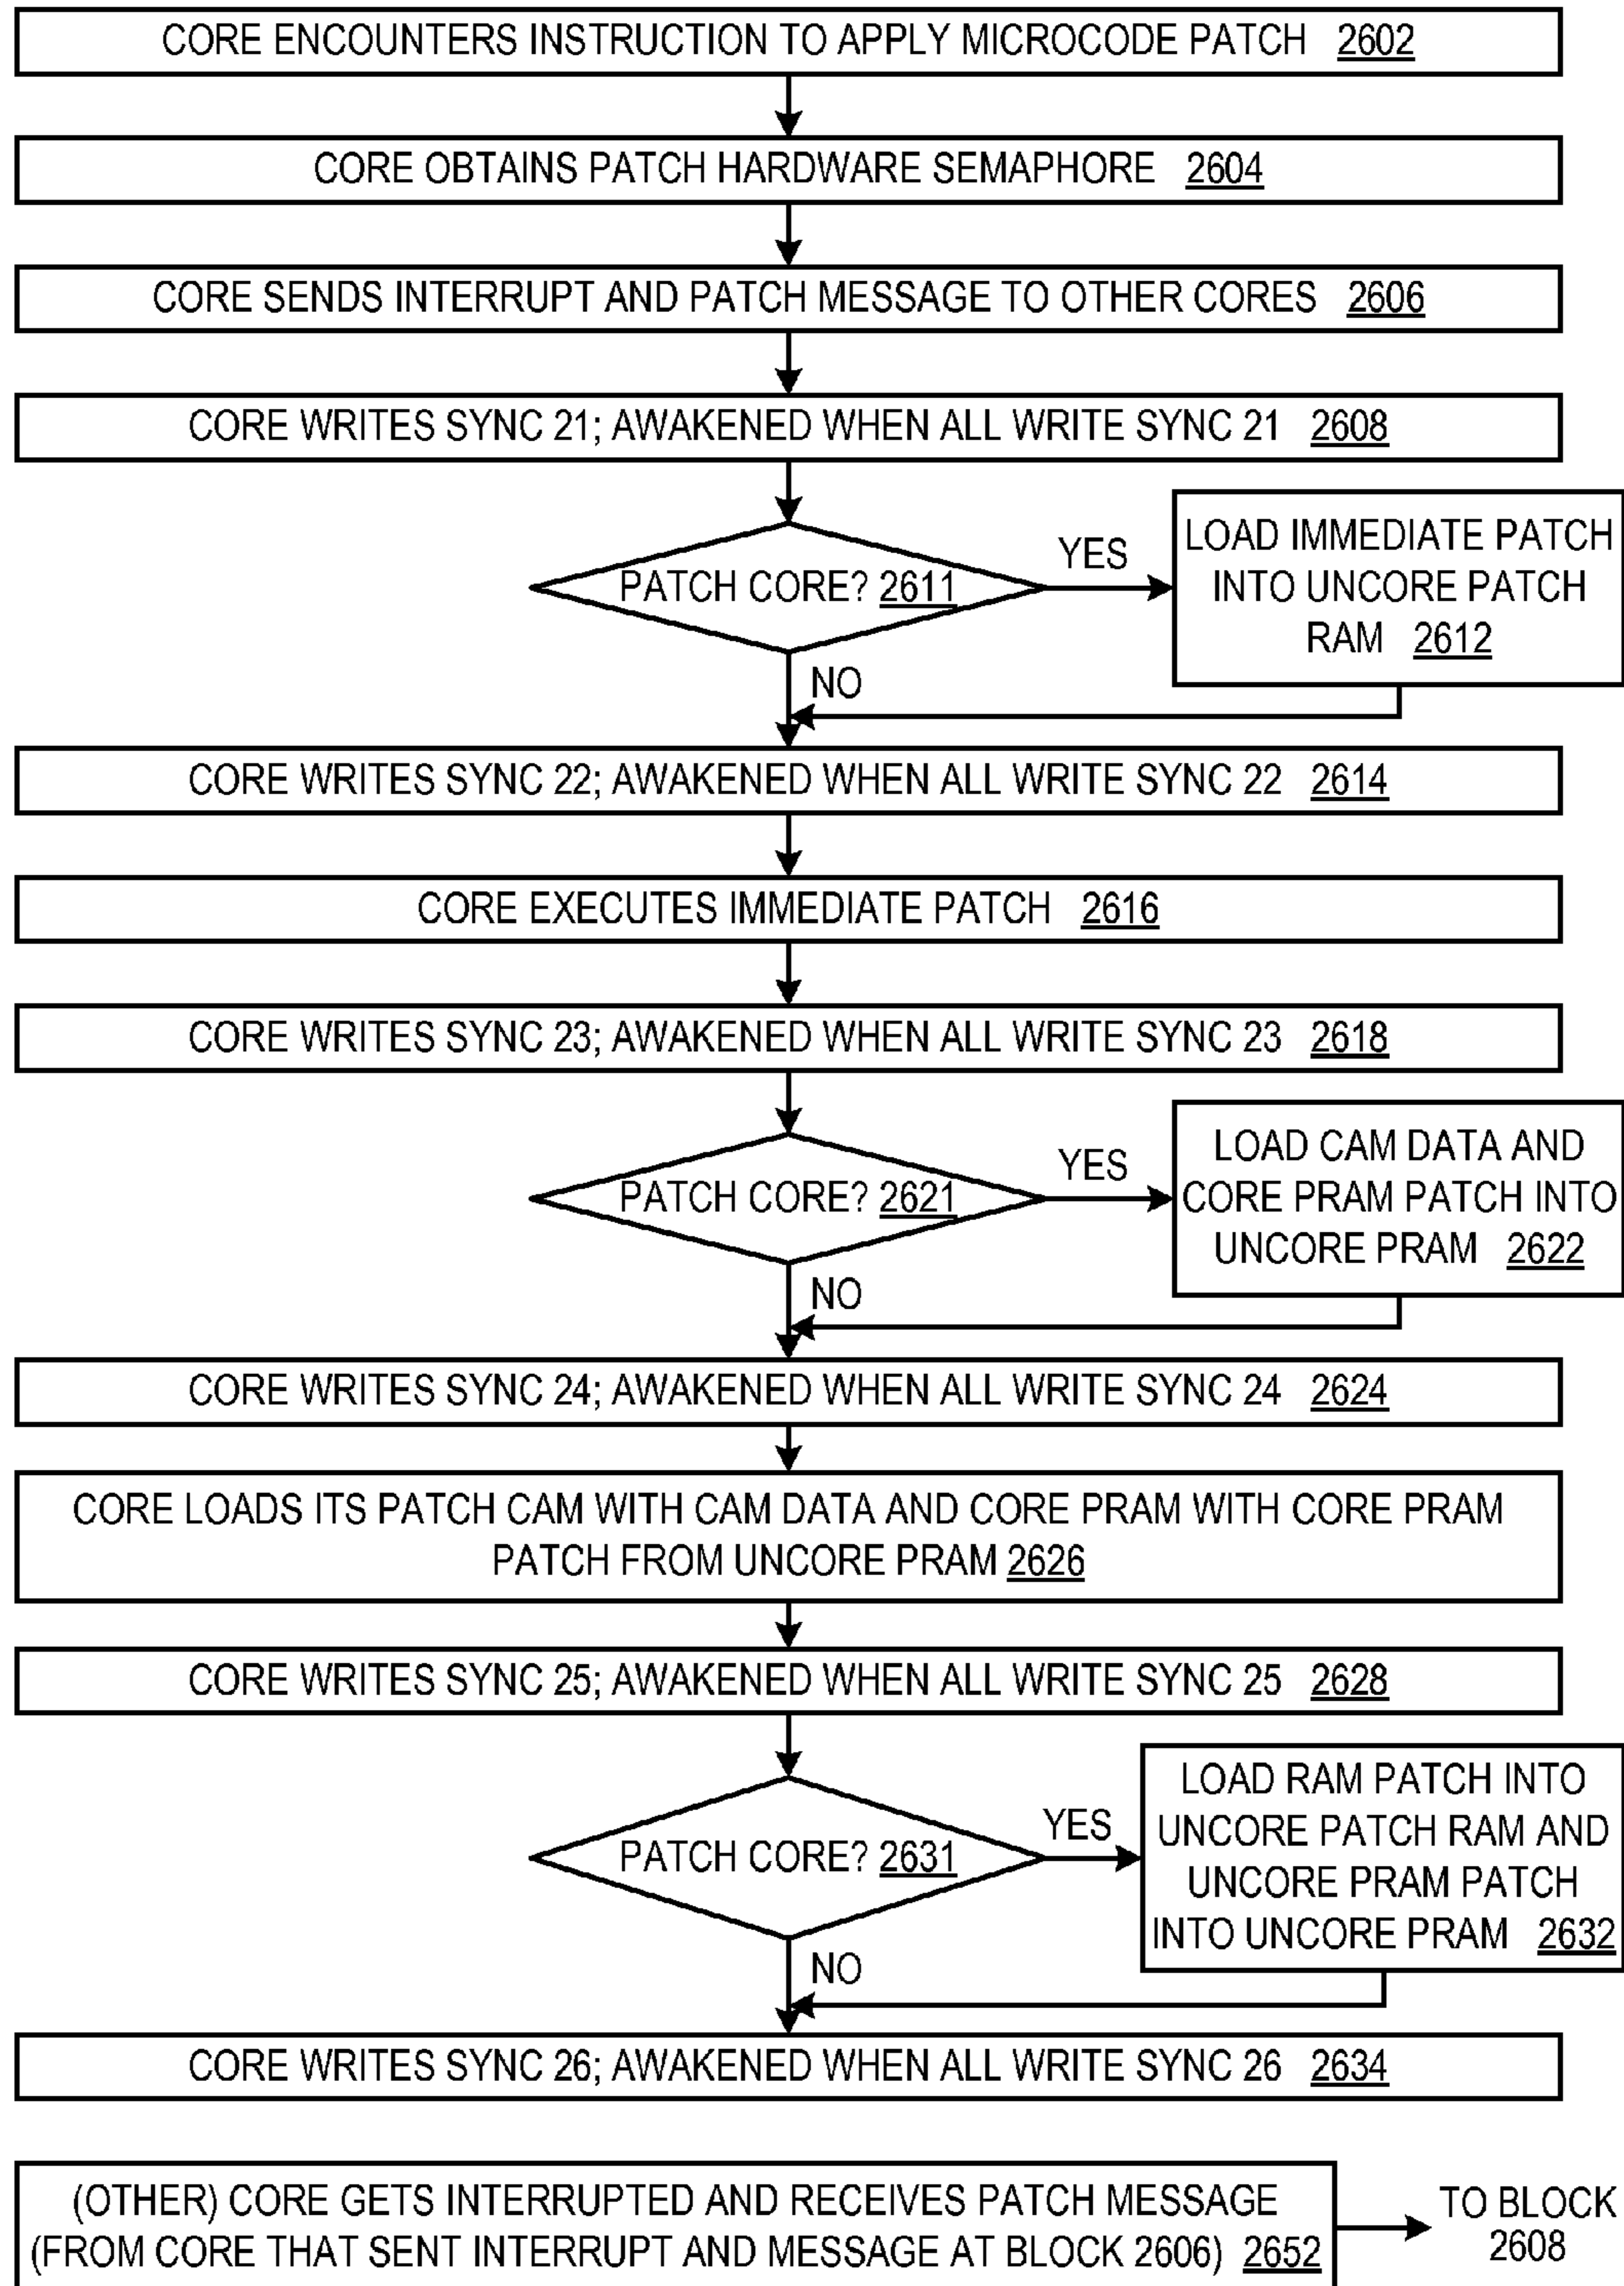 CORE ENCOUNTERS INSTRUCTION TO APPLY MICROCODE PATCH 2602
CORE OBTAINS PATCH HARDWARE SEMAPHORE 2604
CORE SENDS INTERRUPT AND PATCH MESSAGE TO OTHER CORES 2606
CORE WRITES SYNC 21; AWAKENED WHEN ALL WRITE SYNC 21 2608
PATCH CORE? 2611
YES
LOAD IMMEDIATE PATCH
INTO UNCORE PATCH
RAM 2612
NO
CORE WRITES SYNC 22; AWAKENED WHEN ALL WRITE SYNC 22 2614
CORE EXECUTES IMMEDIATE PATCH 2616
CORE WRITES SYNC 23; AWAKENED WHEN ALL WRITE SYNC 23 2618
PATCH CORE? 2621
YES
LOAD CAM DATA AND
CORE PRAM PATCH INTO
UNCORE PRAM 2622
NO
CORE WRITES SYNC 24; AWAKENED WHEN ALL WRITE SYNC 24 2624
CORE LOADS ITS PATCH CAM WITH CAM DATA AND CORE PRAM WITH CORE PRAM
PATCH FROM UNCORE PRAM 2626
CORE WRITES SYNC 25; AWAKENED WHEN ALL WRITE SYNC 25 2628
PATCH CORE? 2631
YES
LOAD RAM PATCH INTO
UNCORE PATCH RAM AND
UNCORE PRAM PATCH
INTO UNCORE PRAM 2632
NO
CORE WRITES SYNC 26; AWAKENED WHEN ALL WRITE SYNC 26 2634
(OTHER) CORE GETS INTERRUPTED AND RECEIVES PATCH MESSAGE
(FROM CORE THAT SENT INTERRUPT AND MESSAGE AT BLOCK 2606) 2652
TO BLOCK
2608